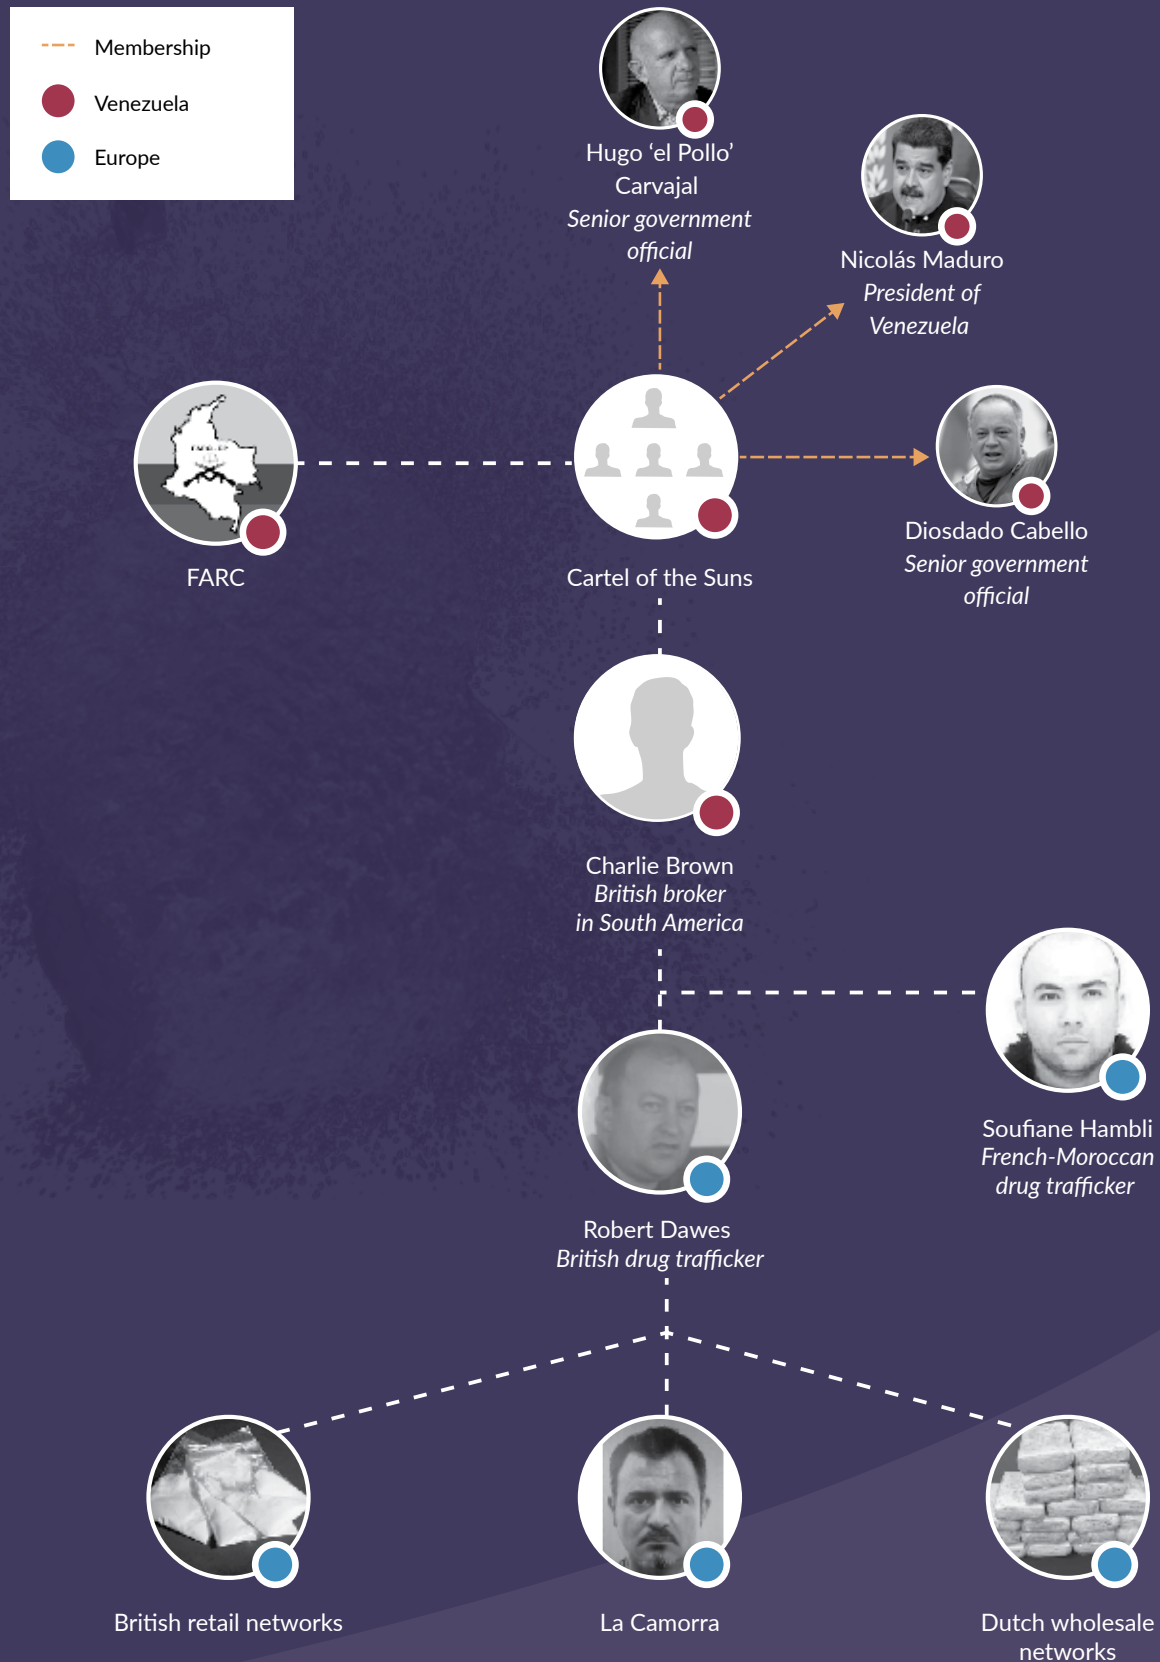 Membership
Venezuela
Europe
Hugo ‘el Pollo’
Carvajal
Senior government
official
Nicolás Maduro
President of
Venezuela
Diosdado Cabello
Senior government
official
FARC
Cartel of the Suns
Charlie Brown
British broker
in South America
Soufiane Hambli
French-Moroccan
drug trafficker
Robert Dawes
British drug trafficker
British retail networks
La Camorra
Dutch wholesale
networks